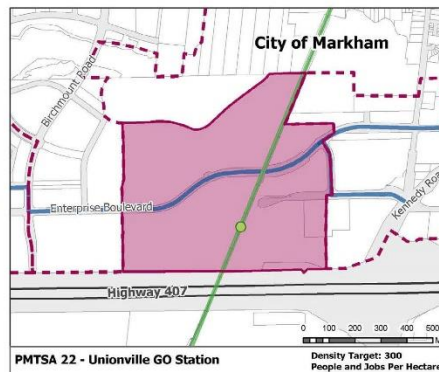 City of Markham
Birchmount Road
Enterprise Boulevard
Kennedy Road
Highway 407
0 100 200 300 400 500
M
PMTSA 22 - Unionville GO Station
Density Target: 300
People and Jobs Per Hectare